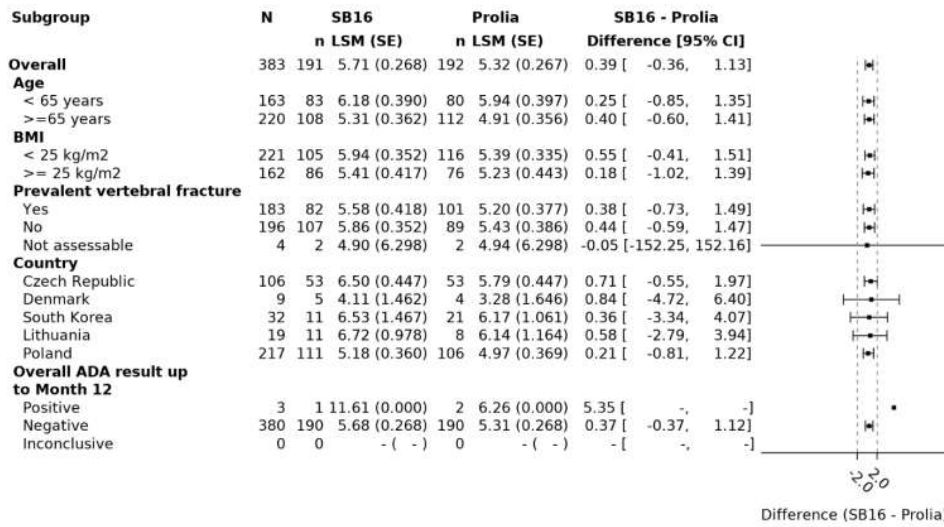 Subgroup N SB16 Prolia SB16 - Prolia
n LSM (SE) n LSM (SE) Difference [95% CI]
Overall 383 191 5.71 (0.268) 192 5.32 (0.267) 0.39 [ -0.36, 1.13]
Age
< 65 years 163 83 6.18 (0.390) 80 5.94 (0.397) 0.25 [ -0.85, 1.35]
>=65 years 220 108 5.31 (0.362) 112 4.91 (0.356) 0.40 [ -0.60, 1.41]
BMI
< 25 kg/m2 221 105 5.94 (0.352) 116 5.39 (0.335) 0.55 [ -0.41, 1.51]
>= 25 kg/m2 162 86 5.41 (0.417) 76 5.23 (0.443) 0.18 [ -1.02, 1.39]
Prevalent vertebral fracture
Yes 183 82 5.58 (0.418) 101 5.20 (0.377) 0.38 [ -0.73, 1.49]
No 196 107 5.86 (0.352) 89 5.43 (0.386) 0.44 [ -0.59, 1.47]
Not assessable 4 2 4.90 (6.298) 2 4.94 (6.298) -0.05 [-152.25, 152.16]
Country
Czech Republic 106 53 6.50 (0.447) 53 5.79 (0.447) 0.71 [ -0.55, 1.97]
Denmark 9 5 4.11 (1.462) 4 3.28 (1.646) 0.84 [ -4.72, 6.40]
South Korea 32 11 6.53 (1.467) 21 6.17 (1.061) 0.36 [ -3.34, 4.07]
Lithuania 19 11 6.72 (0.978) 8 6.14 (1.164) 0.58 [ -2.79, 3.94]
Poland 217 111 5.18 (0.360) 106 4.97 (0.369) 0.21 [ -0.81, 1.22]
Overall ADA result up
to Month 12
Positive 3 1 11.61 (0.000) 2 6.26 (0.000) 5.35 [ -, -]
Negative 380 190 5.68 (0.268) 190 5.31 (0.268) 0.37 [ -0.37, 1.12]
Inconclusive 0 0 - ( - ) 0 - ( - ) - [ -, -]
-2.0 2.0
Difference (SB16 - Prolia)